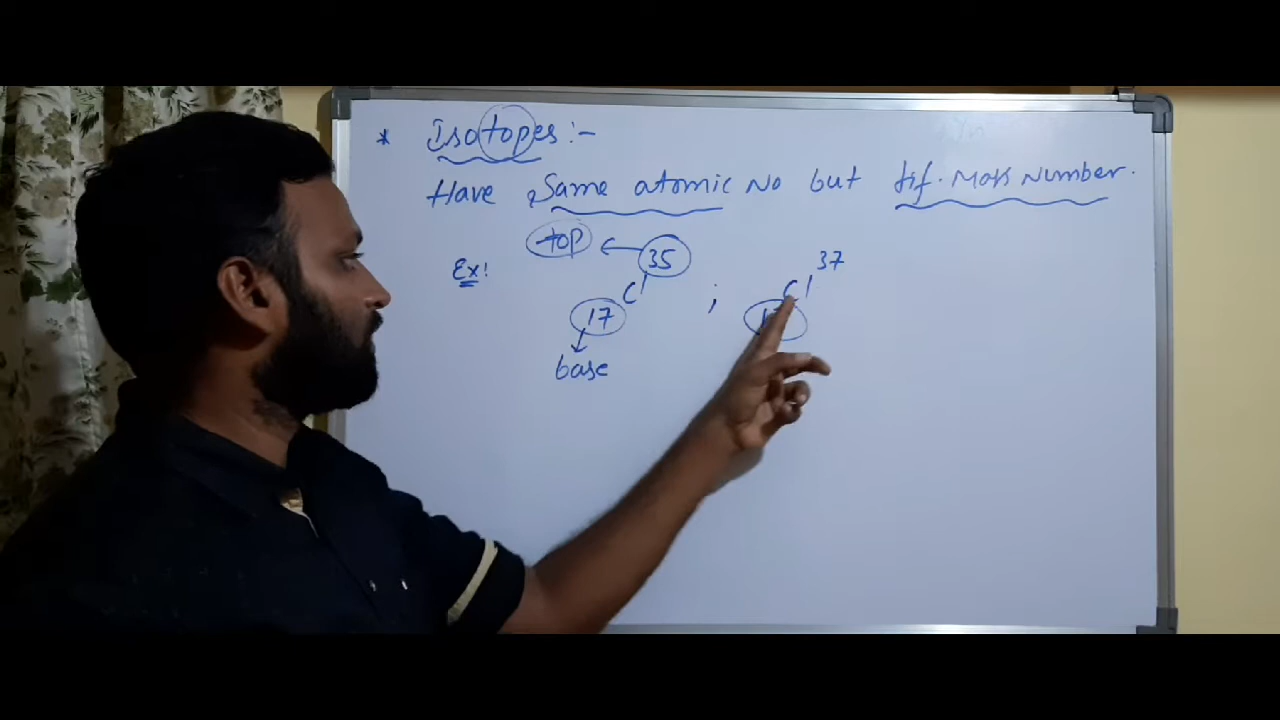 * Isotopes:-
Have Same atomic No but dif. Mass Number.
top ← 35 37
Ex: Cl ; Cl
17
base